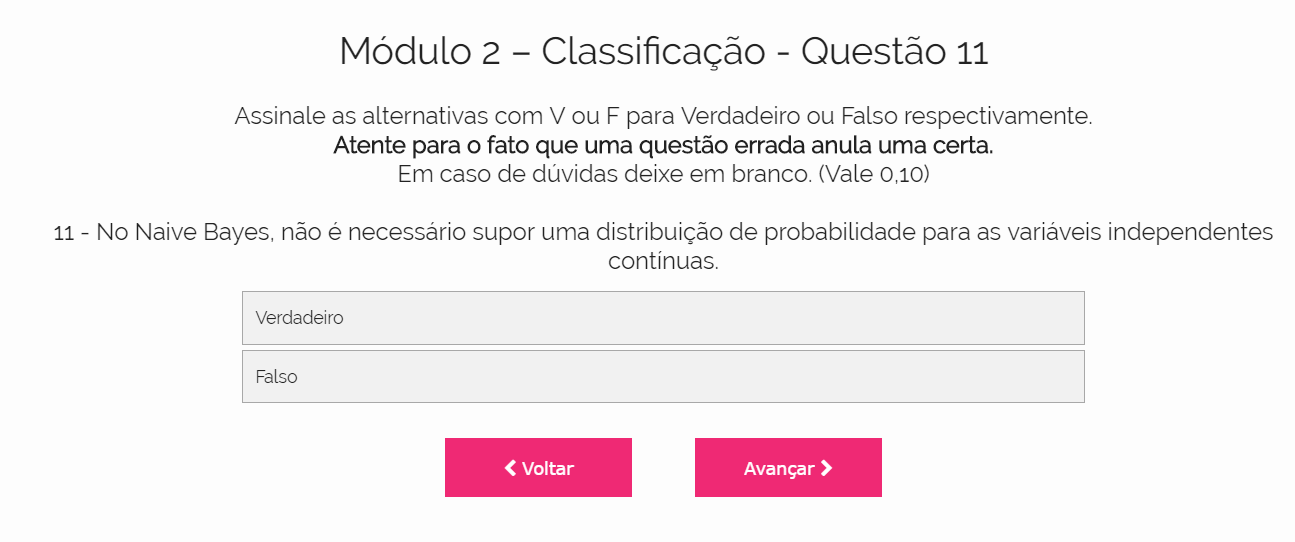 Módulo 2 – Classificação - Questão 11
Assinale as alternativas com V ou F para Verdadeiro ou Falso respectivamente.
Atente para o fato que uma questão errada anula uma certa.
Em caso de dúvidas deixe em branco. (Vale 0,10)
11 - No Naive Bayes, não é necessário supor uma distribuição de probabilidade para as variáveis independentes
contínuas.
Verdadeiro
Falso
Voltar
Avançar